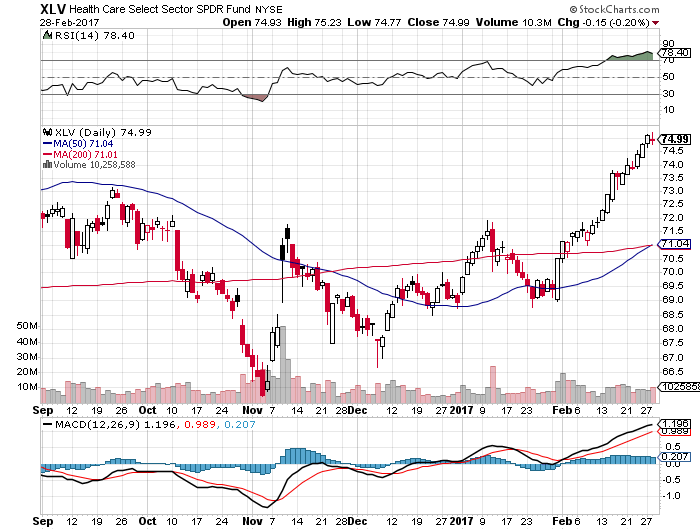 XLV Health Care Select Sector SPDR Fund NYSE © StockCharts.com
28-Feb-2017 Open 74.93 High 75.23 Low 74.77 Close 74.99 Volume 10.3M Chg -0.15 (-0.20%)
RSI(14) 78.40
90
78.40
70
50
30
10
XLV (Daily) 74.99
MA(50) 71.04
MA(200) 71.01
Volume 10,258,588
74.99
74.5
74.0
73.5
73.0
72.5
72.0
71.5
71.04
70.5
70.0
69.5
69.0
68.5
68.0
67.5
67.0
66.5
50M
40M
30M
20M
10M
1025858
Sep 12 19 26 Oct 10 17 24 Nov 7 14 21 28 Dec 12 19 27 2017 9 17 23 Feb 6 13 21 27
MACD(12,26,9) 1.196, 0.989, 0.207
1.196
0.989
0.5
0.207
0.0
-0.5
-1.0
Sep 12 19 26 Oct 10 17 24 Nov 7 14 21 28 Dec 12 19 27 2017 9 17 23 Feb 6 13 21 27